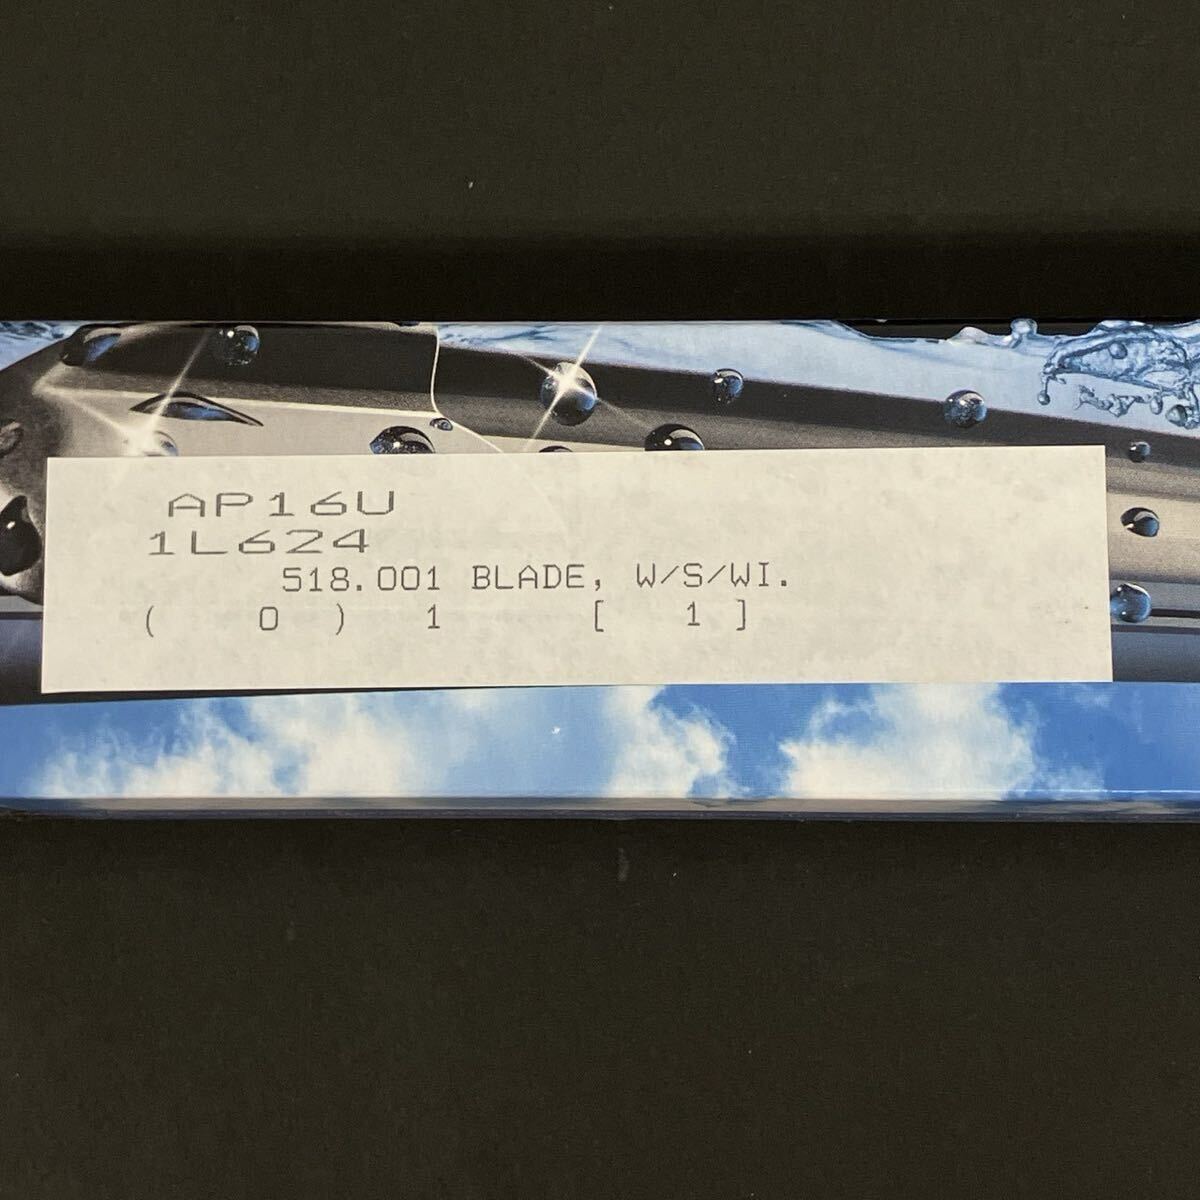 AP16U
1L624
518.001 BLADE, W/S/WI.
( 0 ) 1 [ 1 ]